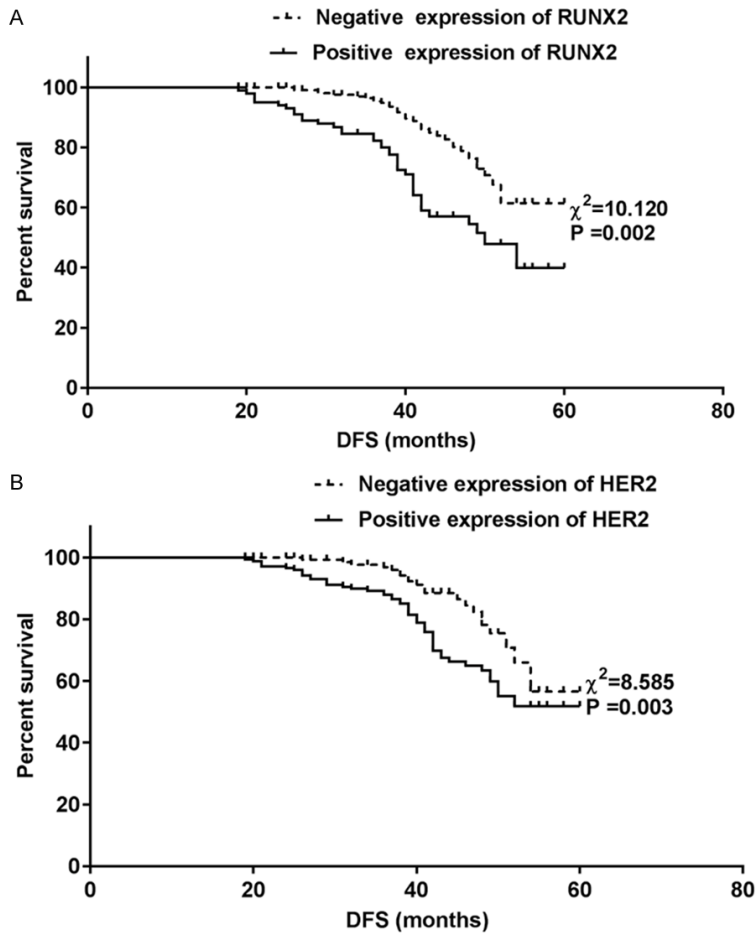 A
Negative expression of RUNX2
Positive expression of RUNX2
100
80
60
40
20
0
Percent survival
χ²=10.120
P =0.002
0 20 40 60 80
DFS (months)
B
Negative expression of HER2
Positive expression of HER2
100
80
60
40
20
0
Percent survival
χ²=8.585
P =0.003
0 20 40 60 80
DFS (months)